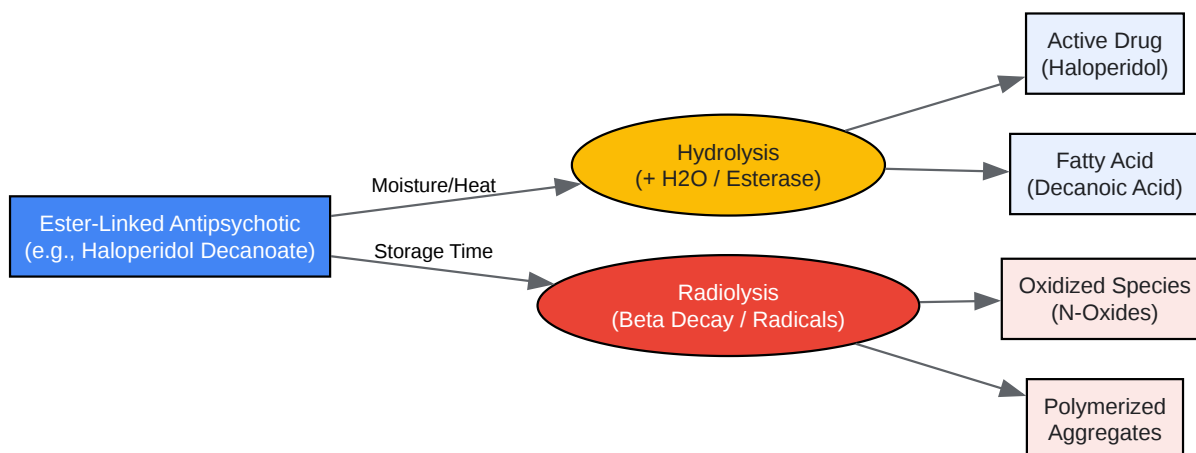 Ester-Linked Antipsychotic
(e.g., Haloperidol Decanoate)
Moisture/Heat
Storage Time
Hydrolysis
(+ H2O / Esterase)
Radiolysis
(Beta Decay / Radicals)
Active Drug
(Haloperidol)
Fatty Acid
(Decanoic Acid)
Oxidized Species
(N-Oxides)
Polymerized
Aggregates